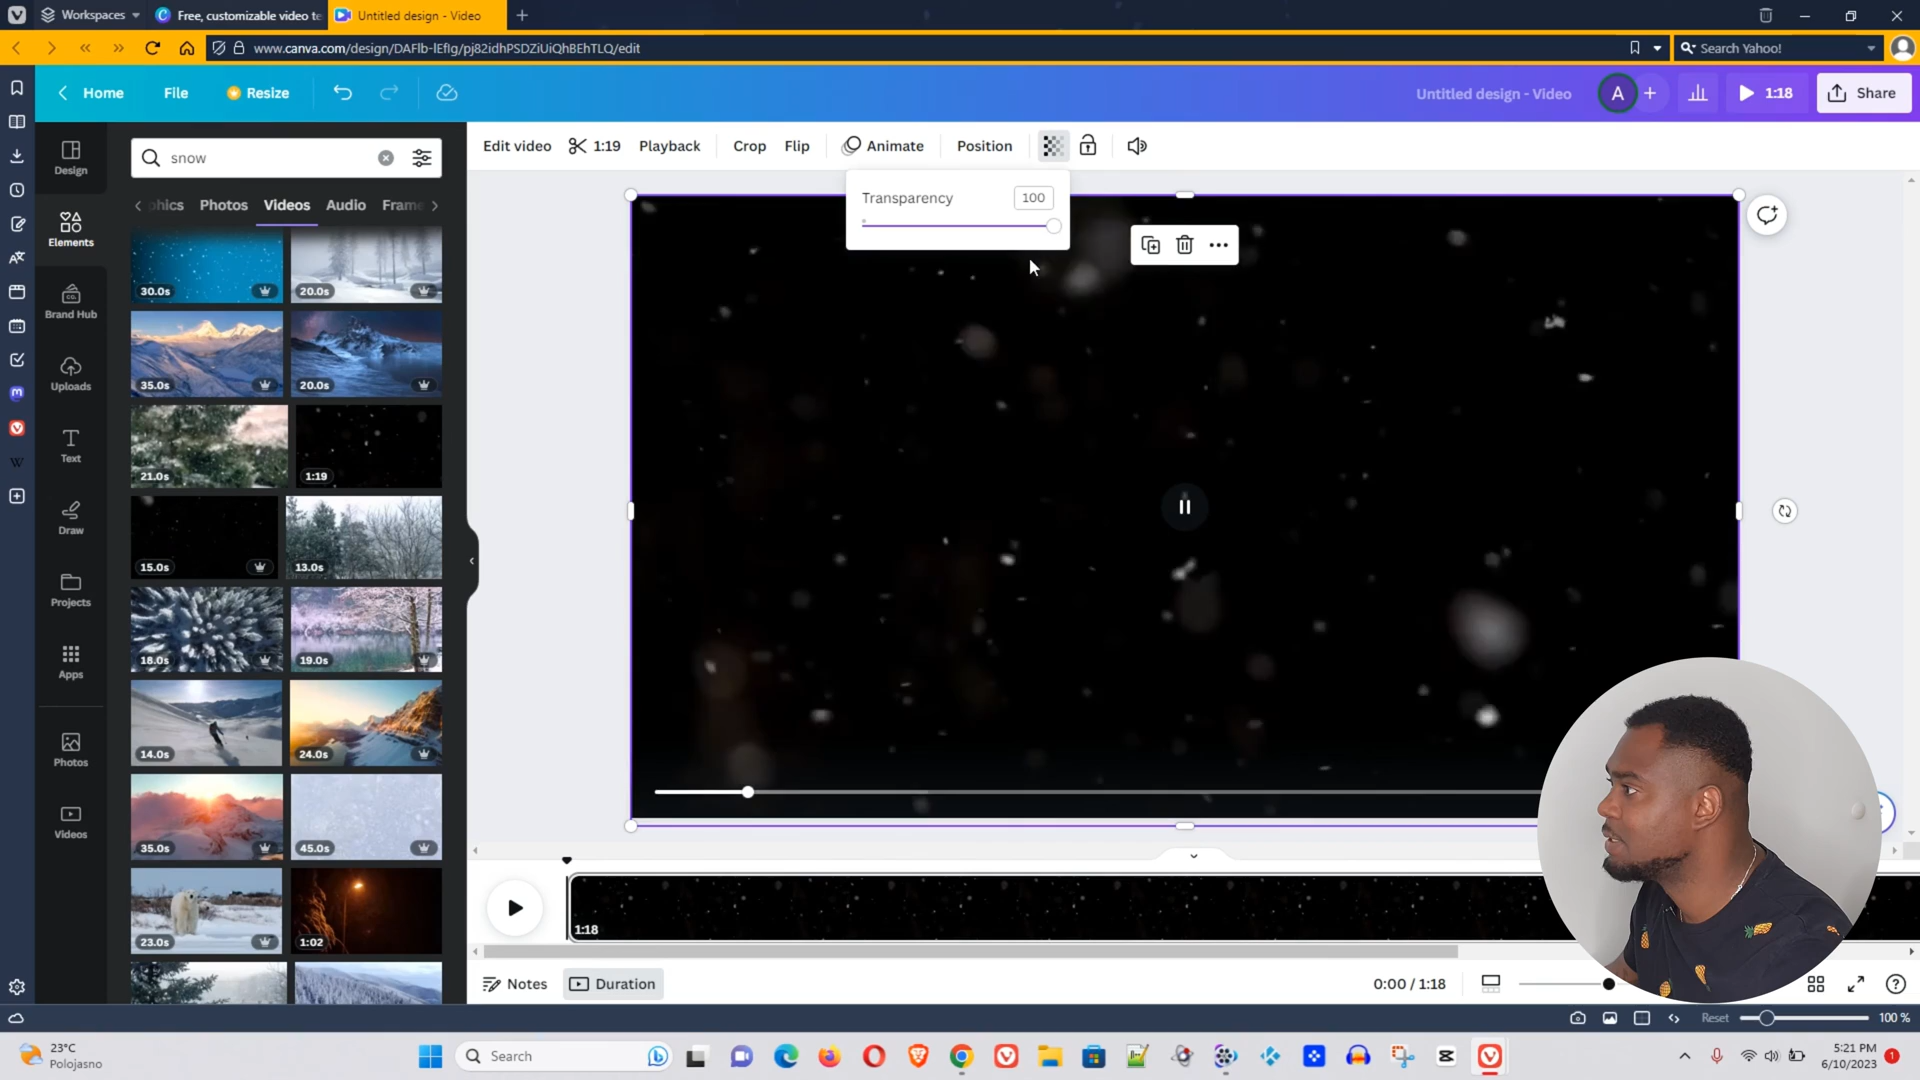 Workspaces
Free, customizable video te
Untitled design - Video
www.canva.com/design/DAFlb-lEfIg/pj82idhPSDZiUiQhBEhTLQ/edit
Search Yahoo!
Home
File
Resize
Untitled design - Video
A
1:18
Share
Design
Elements
Brand Hub
Uploads
Text
Draw
Projects
Apps
Photos
Videos
snow
phics
Photos
Videos
Audio
Frame
30.0s
20.0s
35.0s
20.0s
21.0s
1:19
15.0s
13.0s
18.0s
19.0s
14.0s
24.0s
35.0s
45.0s
23.0s
1:02
Edit video
1:19
Playback
Crop
Flip
Animate
Position
Transparency
100
1:18
Notes
Duration
0:00 / 1:18
Reset
100 %
23°C
Polojasno
Search
5:21 PM
6/10/2023
1